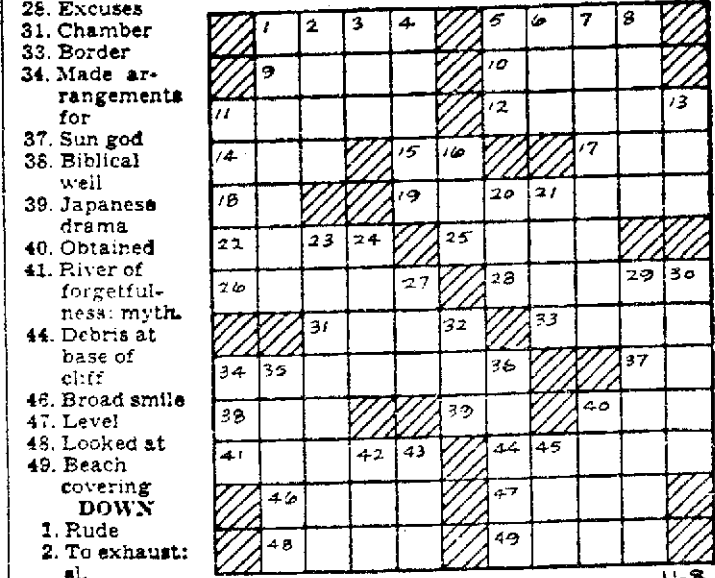 28. Excuses
31. Chamber
33. Border
34. Made ar-
rangements
for
37. Sun god
38. Biblical
well
39. Japanese
drama
40. Obtained
41. River of
forgetful-
ness: myth.
44. Debris at
base of
cliff
46. Broad smile
47. Level
48. Looked at
49. Beach
covering
DOWN
1. Rude
2. To exhaust:
sl.
1 2 3 4 5 6 7 8
9 10
11 12 13
14 15 16 17
18 19 20 21
22 23 24 25
26 27 28 29 30
31 32 33
34 35 36 37
38 39 40
41 42 43 44 45
46 47
48 49
11-8